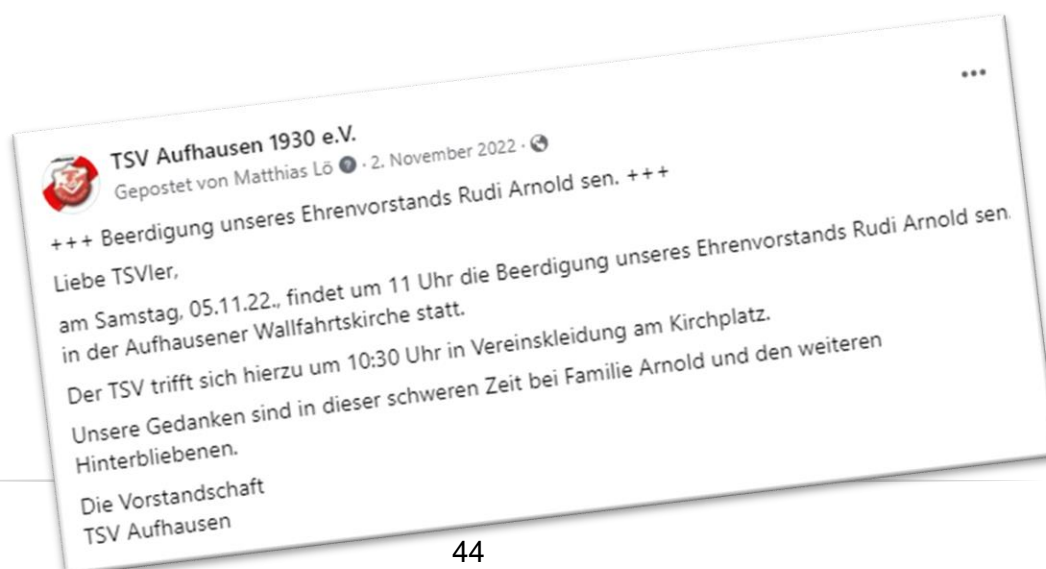 TSV Aufhausen 1930 e.V.
Gepostet von Matthias Lö ? · 2. November 2022 ·
+++ Beerdigung unseres Ehrenvorstands Rudi Arnold sen. +++
Liebe TSVler,
am Samstag, 05.11.22., findet um 11 Uhr die Beerdigung unseres Ehrenvorstands Rudi Arnold sen.
in der Aufhausener Wallfahrtskirche statt.
Der TSV trifft sich hierzu um 10:30 Uhr in Vereinskleidung am Kirchplatz.
Unsere Gedanken sind in dieser schweren Zeit bei Familie Arnold und den weiteren
Hinterbliebenen.
Die Vorstandschaft
TSV Aufhausen
44